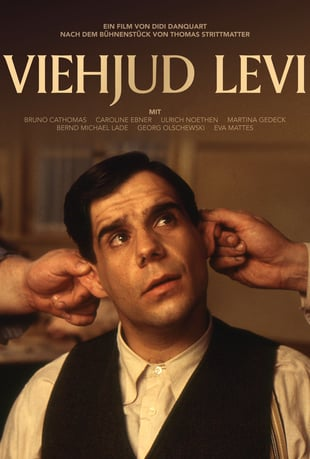 EIN FILM VON DIDI DANQUART
NACH DEM BÜHNENSTÜCK VON THOMAS STRITTMATTER
VIEHJUD LEVI
MIT
BRUNO CATHOMAS CAROLINE EBNER ULRICH NOETHEN MARTINA GEDECK
BERND MICHAEL LADE GEORG OLSCHEWSKI EVA MATTES